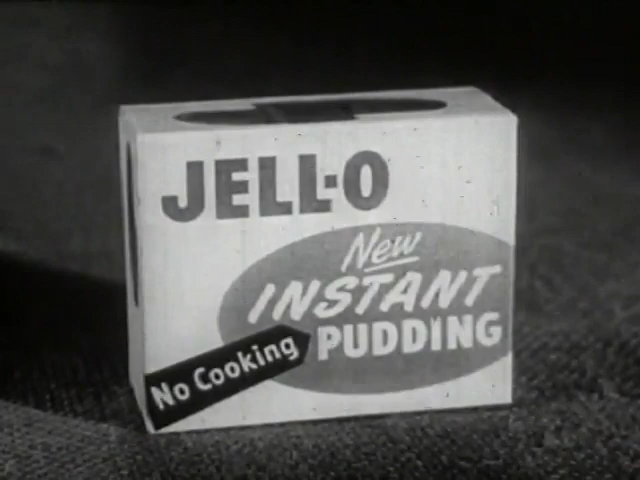 JELL-O
New
INSTANT
PUDDING
No Cooking